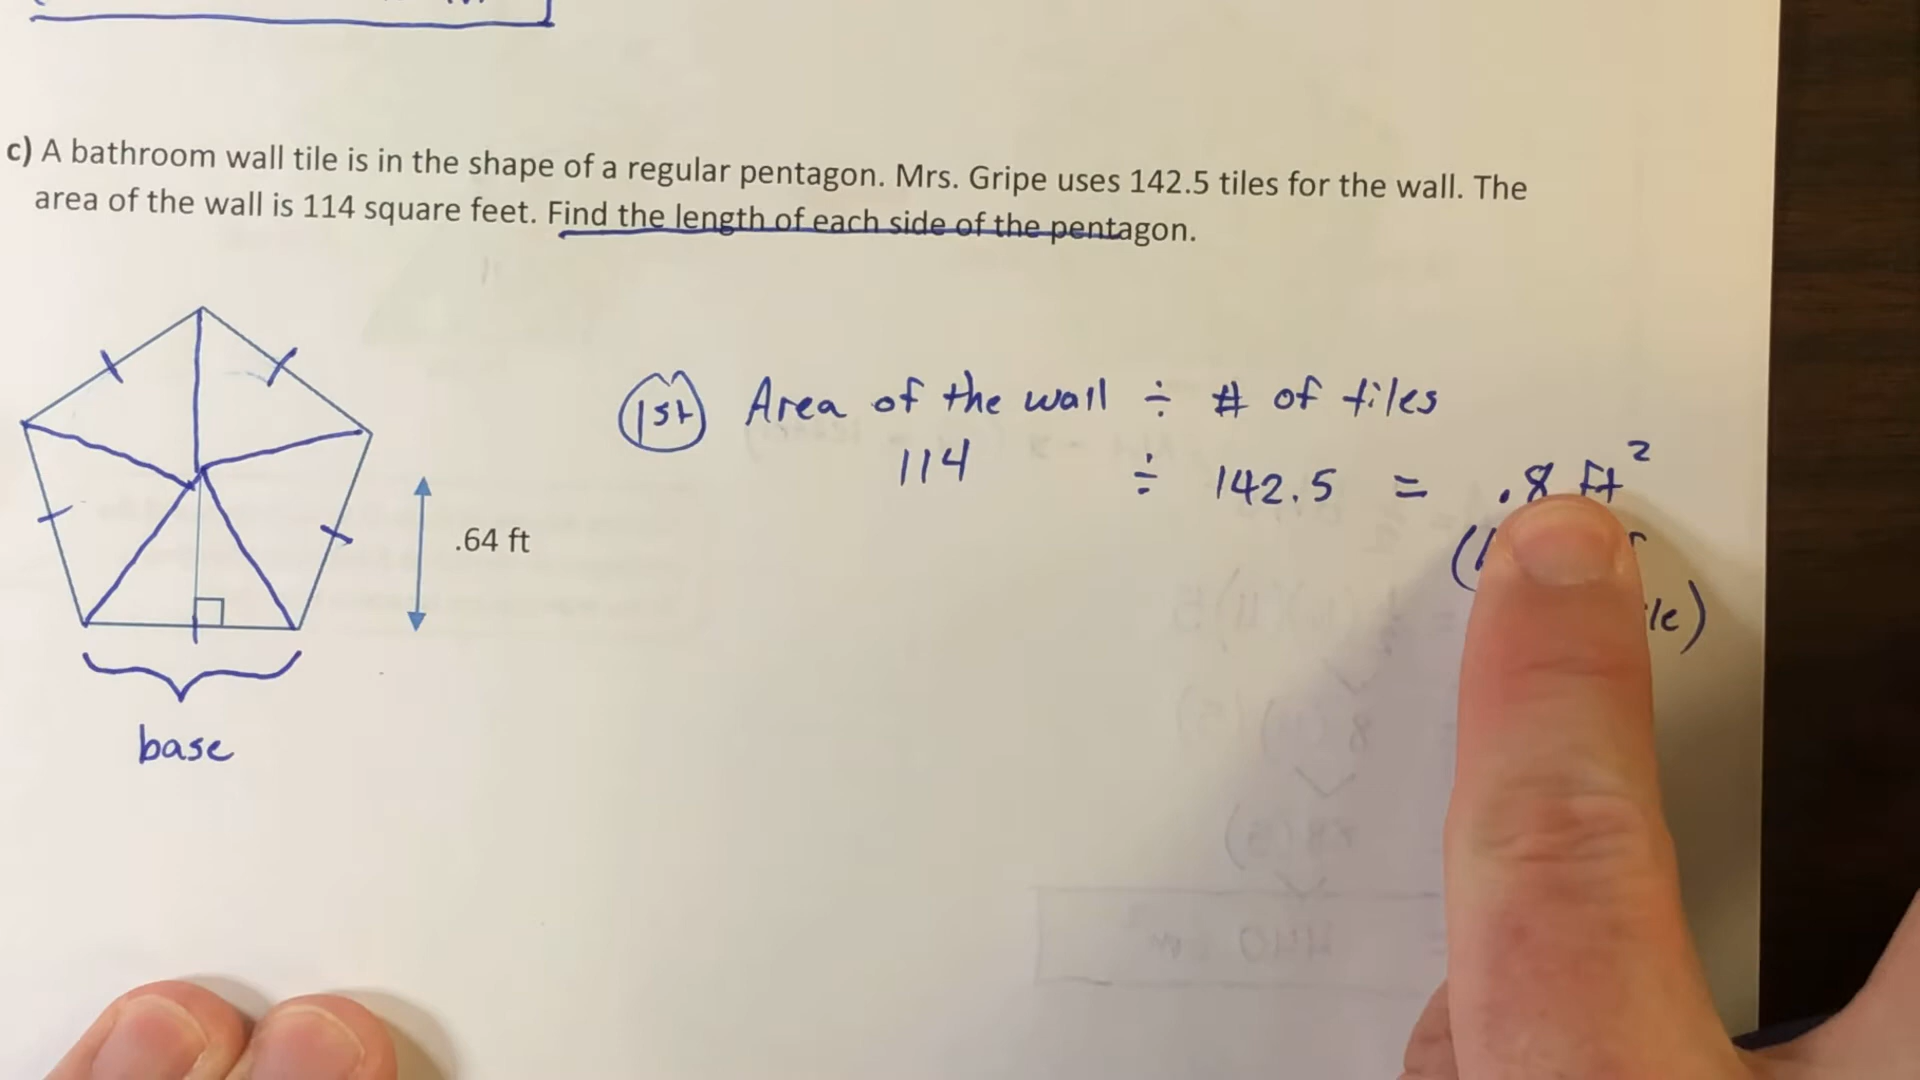 c) A bathroom wall tile is in the shape of a regular pentagon. Mrs. Gripe uses 142.5 tiles for the wall. The
area of the wall is 114 square feet. Find the length of each side of the pentagon.
1st Area of the wall ÷ # of tiles
114 ÷ 142.5 = .8 ft²
.64 ft
base